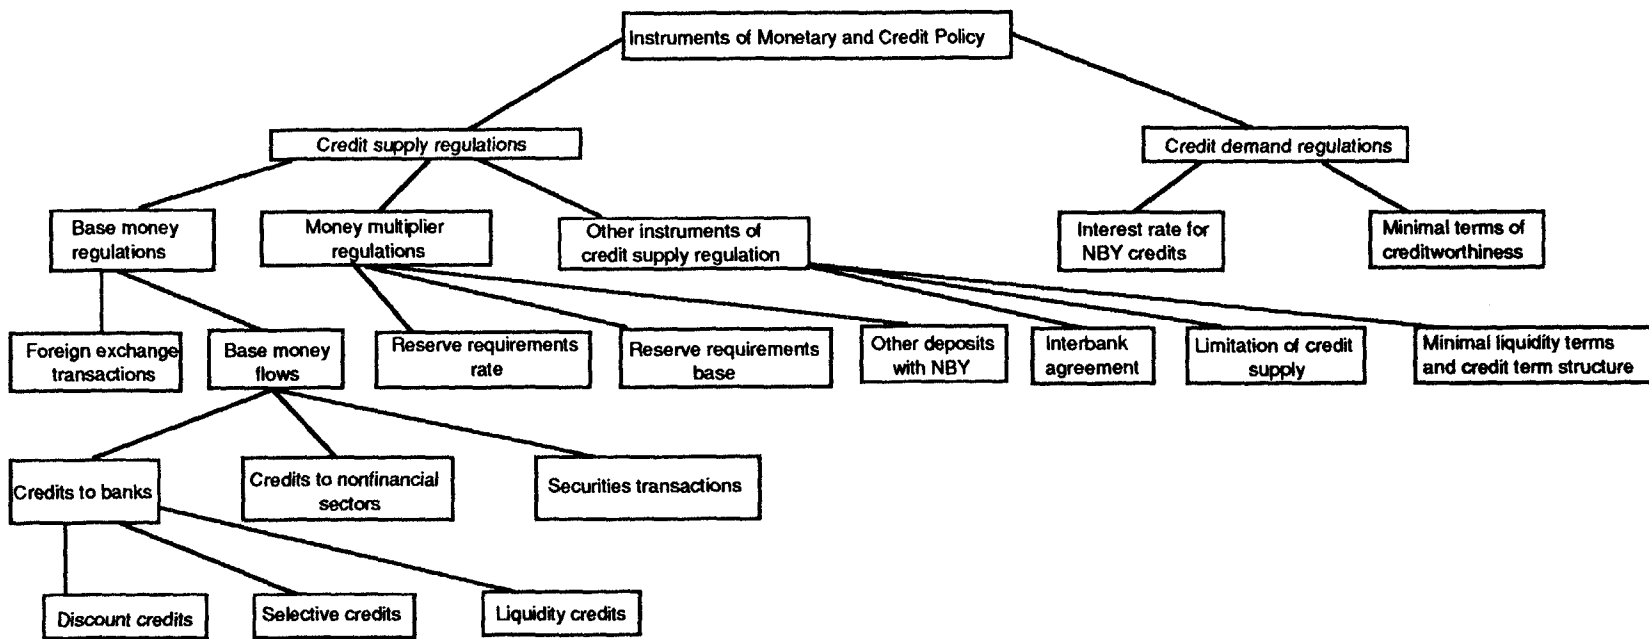 Instruments of Monetary and Credit Policy
Credit supply regulations
Credit demand regulations
Base money
regulations
Money multiplier
regulations
Other instruments of
credit supply regulation
Interest rate for
NBY credits
Minimal terms of
creditworthiness
Foreign exchange
transactions
Base money
flows
Reserve requirements
rate
Reserve requirements
base
Other deposits
with NBY
Interbank
agreement
Limitation of credit
supply
Minimal liquidity terms
and credit term structure
Credits to banks
Credits to nonfinancial
sectors
Securities transactions
Discount credits
Selective credits
Liquidity credits